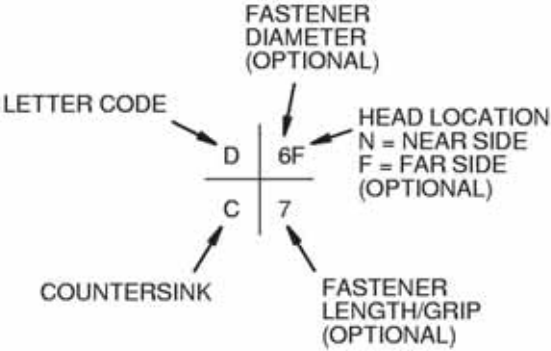 FASTENER
DIAMETER
(OPTIONAL)
LETTER CODE
HEAD LOCATION
N = NEAR SIDE
F = FAR SIDE
(OPTIONAL)
D 6F
C 7
COUNTERSINK
FASTENER
LENGTH/GRIP
(OPTIONAL)